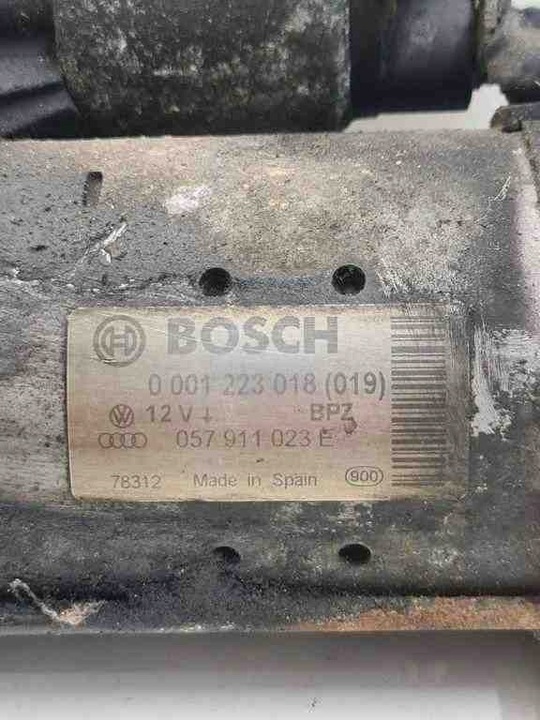 BOSCH
0 001 223 018 (019)
12 V ↓ BPZ
057 911 023 E
78312 Made in Spain 900